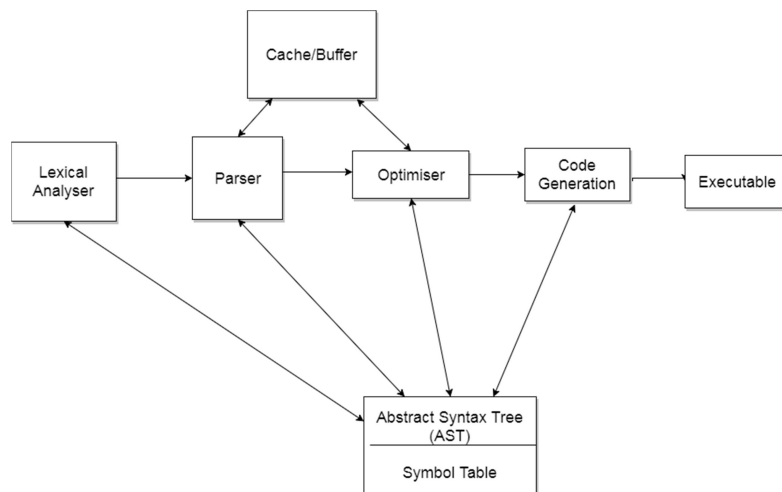 Cache/Buffer
Lexical
Analyser
Parser
Optimiser
Code
Generation
Executable
Abstract Syntax Tree
(AST)
Symbol Table